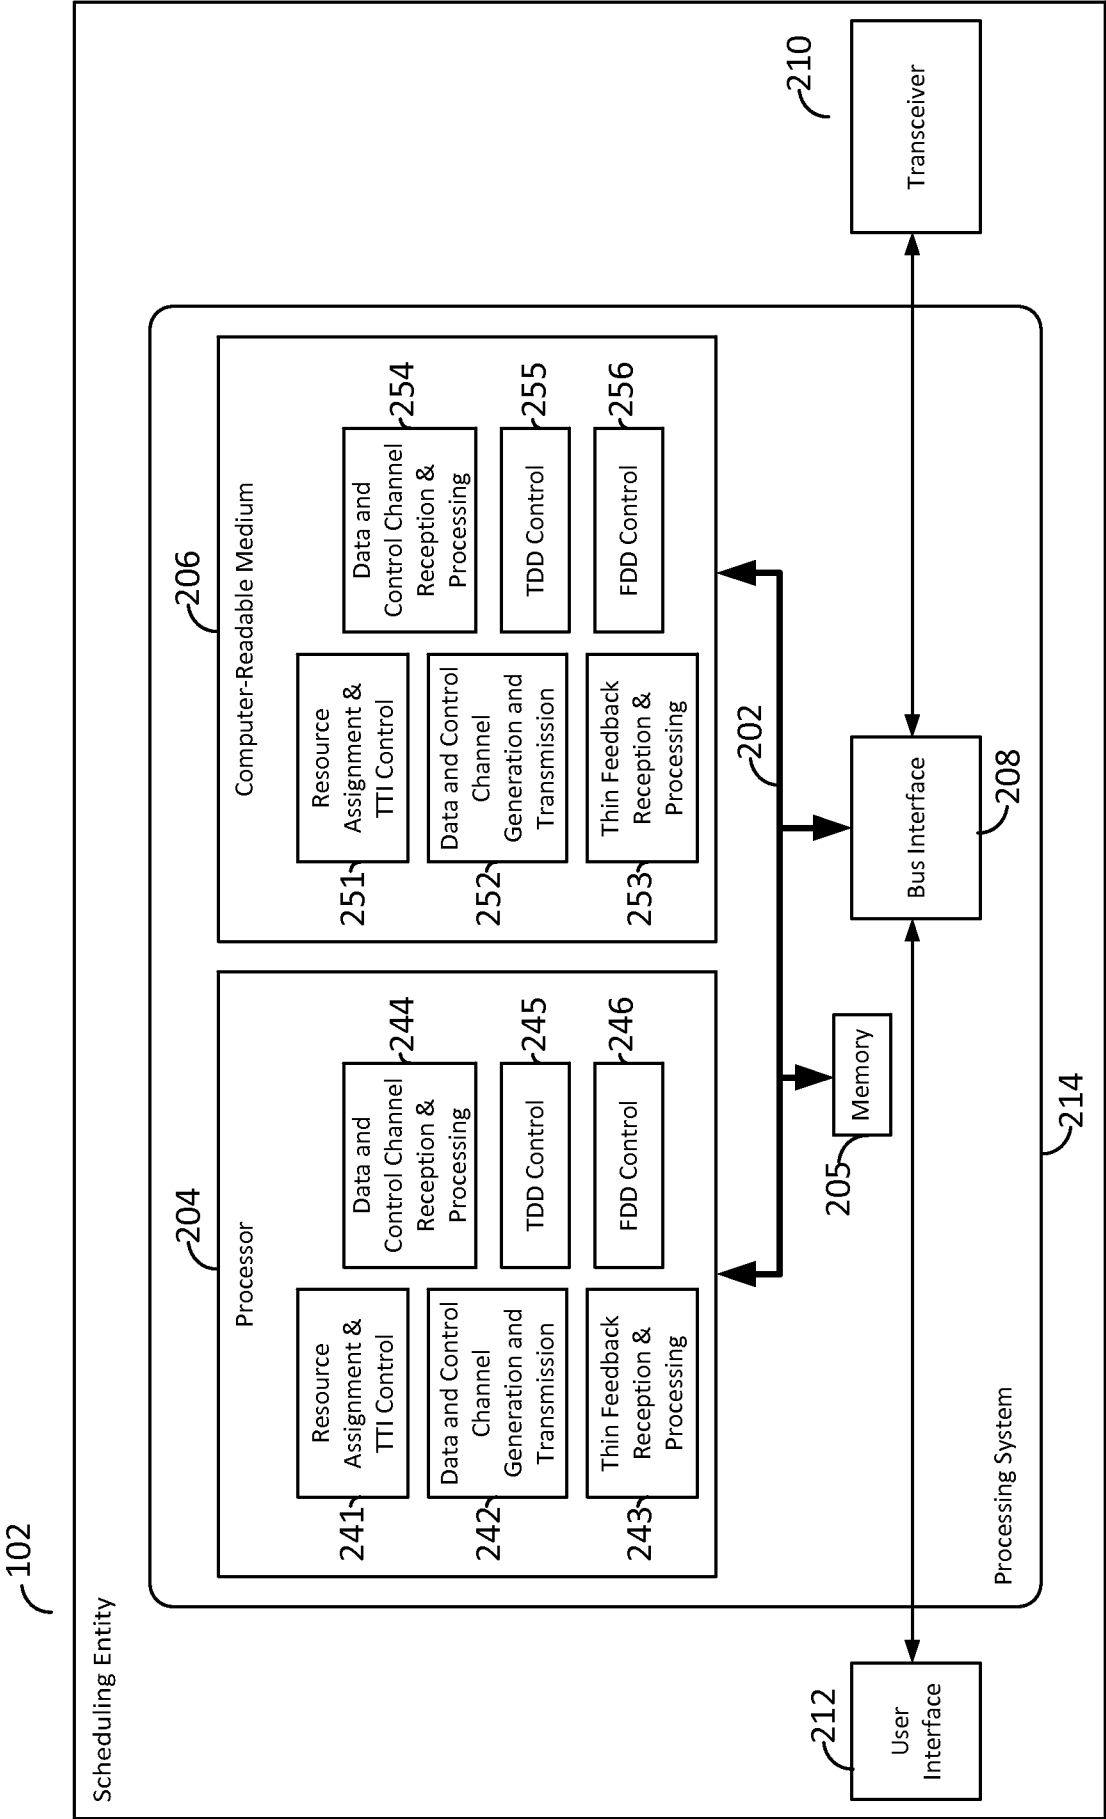 102
Scheduling Entity
204
Processor
241
Resource
Assignment &
TTI Control
242
Data and Control
Channel
Generation and
Transmission
243
Thin Feedback
Reception &
Processing
244
Data and
Control Channel
Reception &
Processing
245
TDD Control
246
FDD Control
206
Computer-Readable Medium
251
Resource
Assignment &
TTI Control
252
Data and Control
Channel
Generation and
Transmission
253
Thin Feedback
Reception &
Processing
254
Data and
Control Channel
Reception &
Processing
255
TDD Control
256
FDD Control
202
205
Memory
212
User
Interface
Bus Interface
208
210
Transceiver
Processing System
214